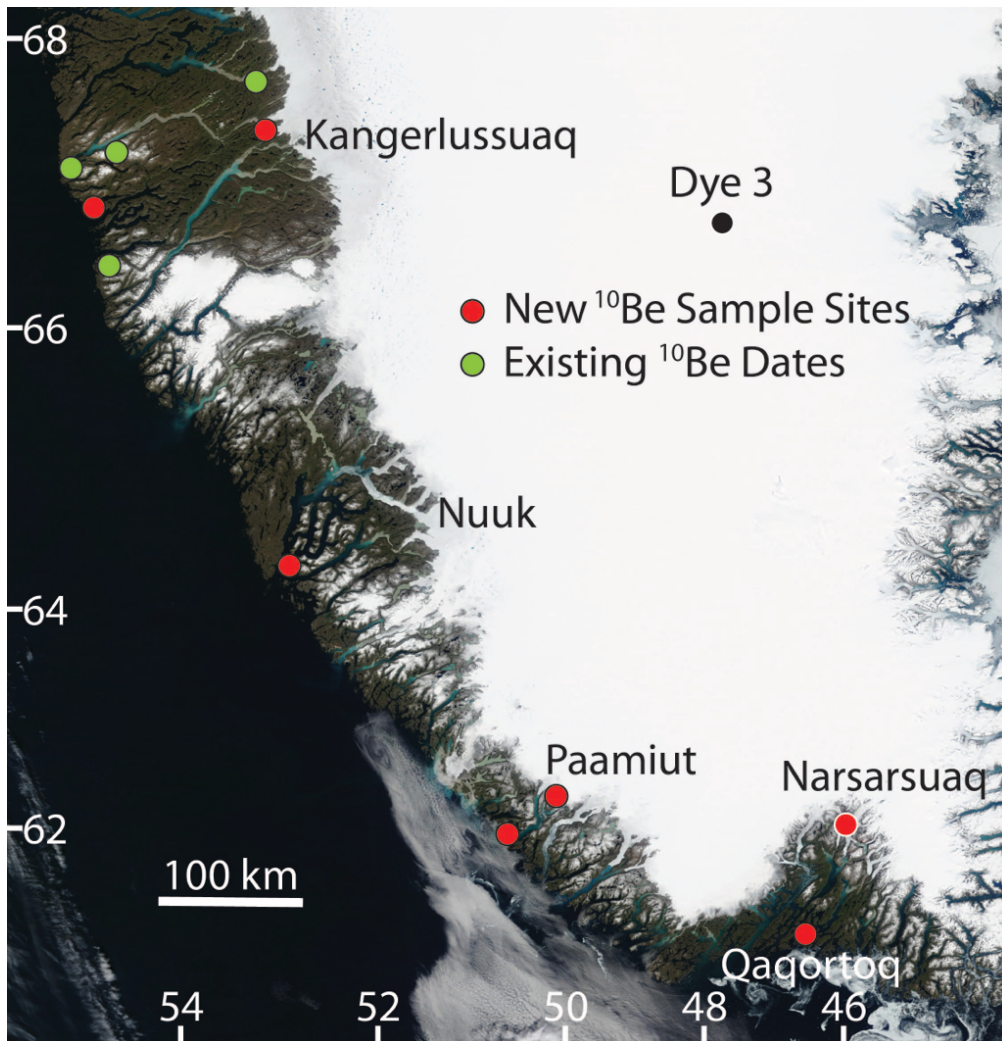 68
Kangerlussuaq
Dye 3
66
New ¹⁰Be Sample Sites
Existing ¹⁰Be Dates
Nuuk
64
Paamiut
Narsarsuaq
62
100 km
Qaqortoq
54 52 50 48 46